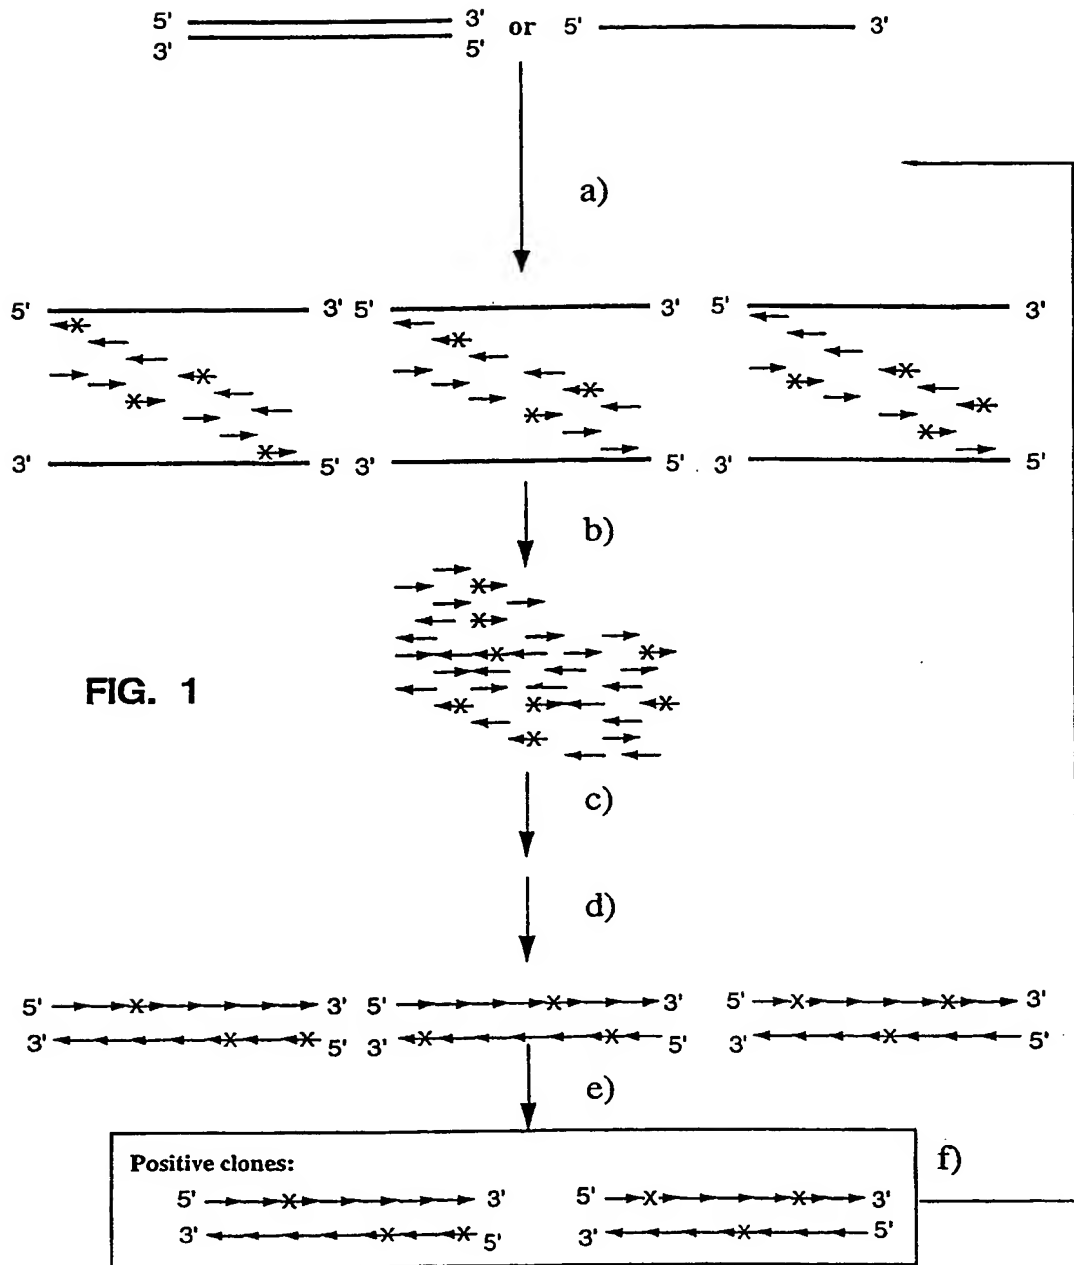 5' 3' or 5' 3'
3' 5'
a)
5' 3' 5' 3' 5' 3'
3' 5' 3' 5' 3' 5'
b)
FIG. 1
c)
d)
5' 3' 5' 3' 5' 3'
3' 5' 3' 5' 3' 5'
e)
Positive clones:
f)
5' 3' 5' 3'
3' 5' 3' 5'